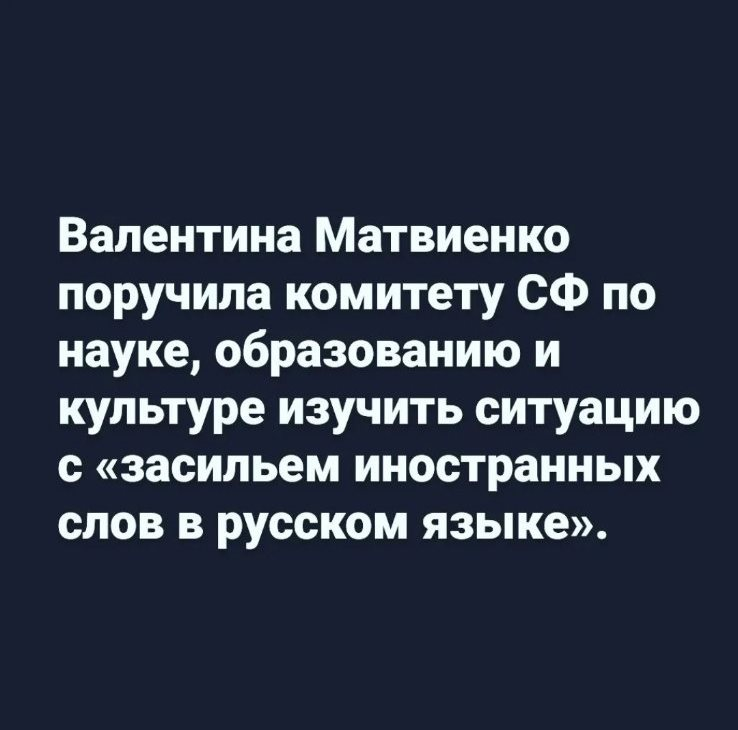 Валентина Матвиенко
поручила комитету СФ по
науке, образованию и
культуре изучить ситуацию
с «засильем иностранных
слов в русском языке».